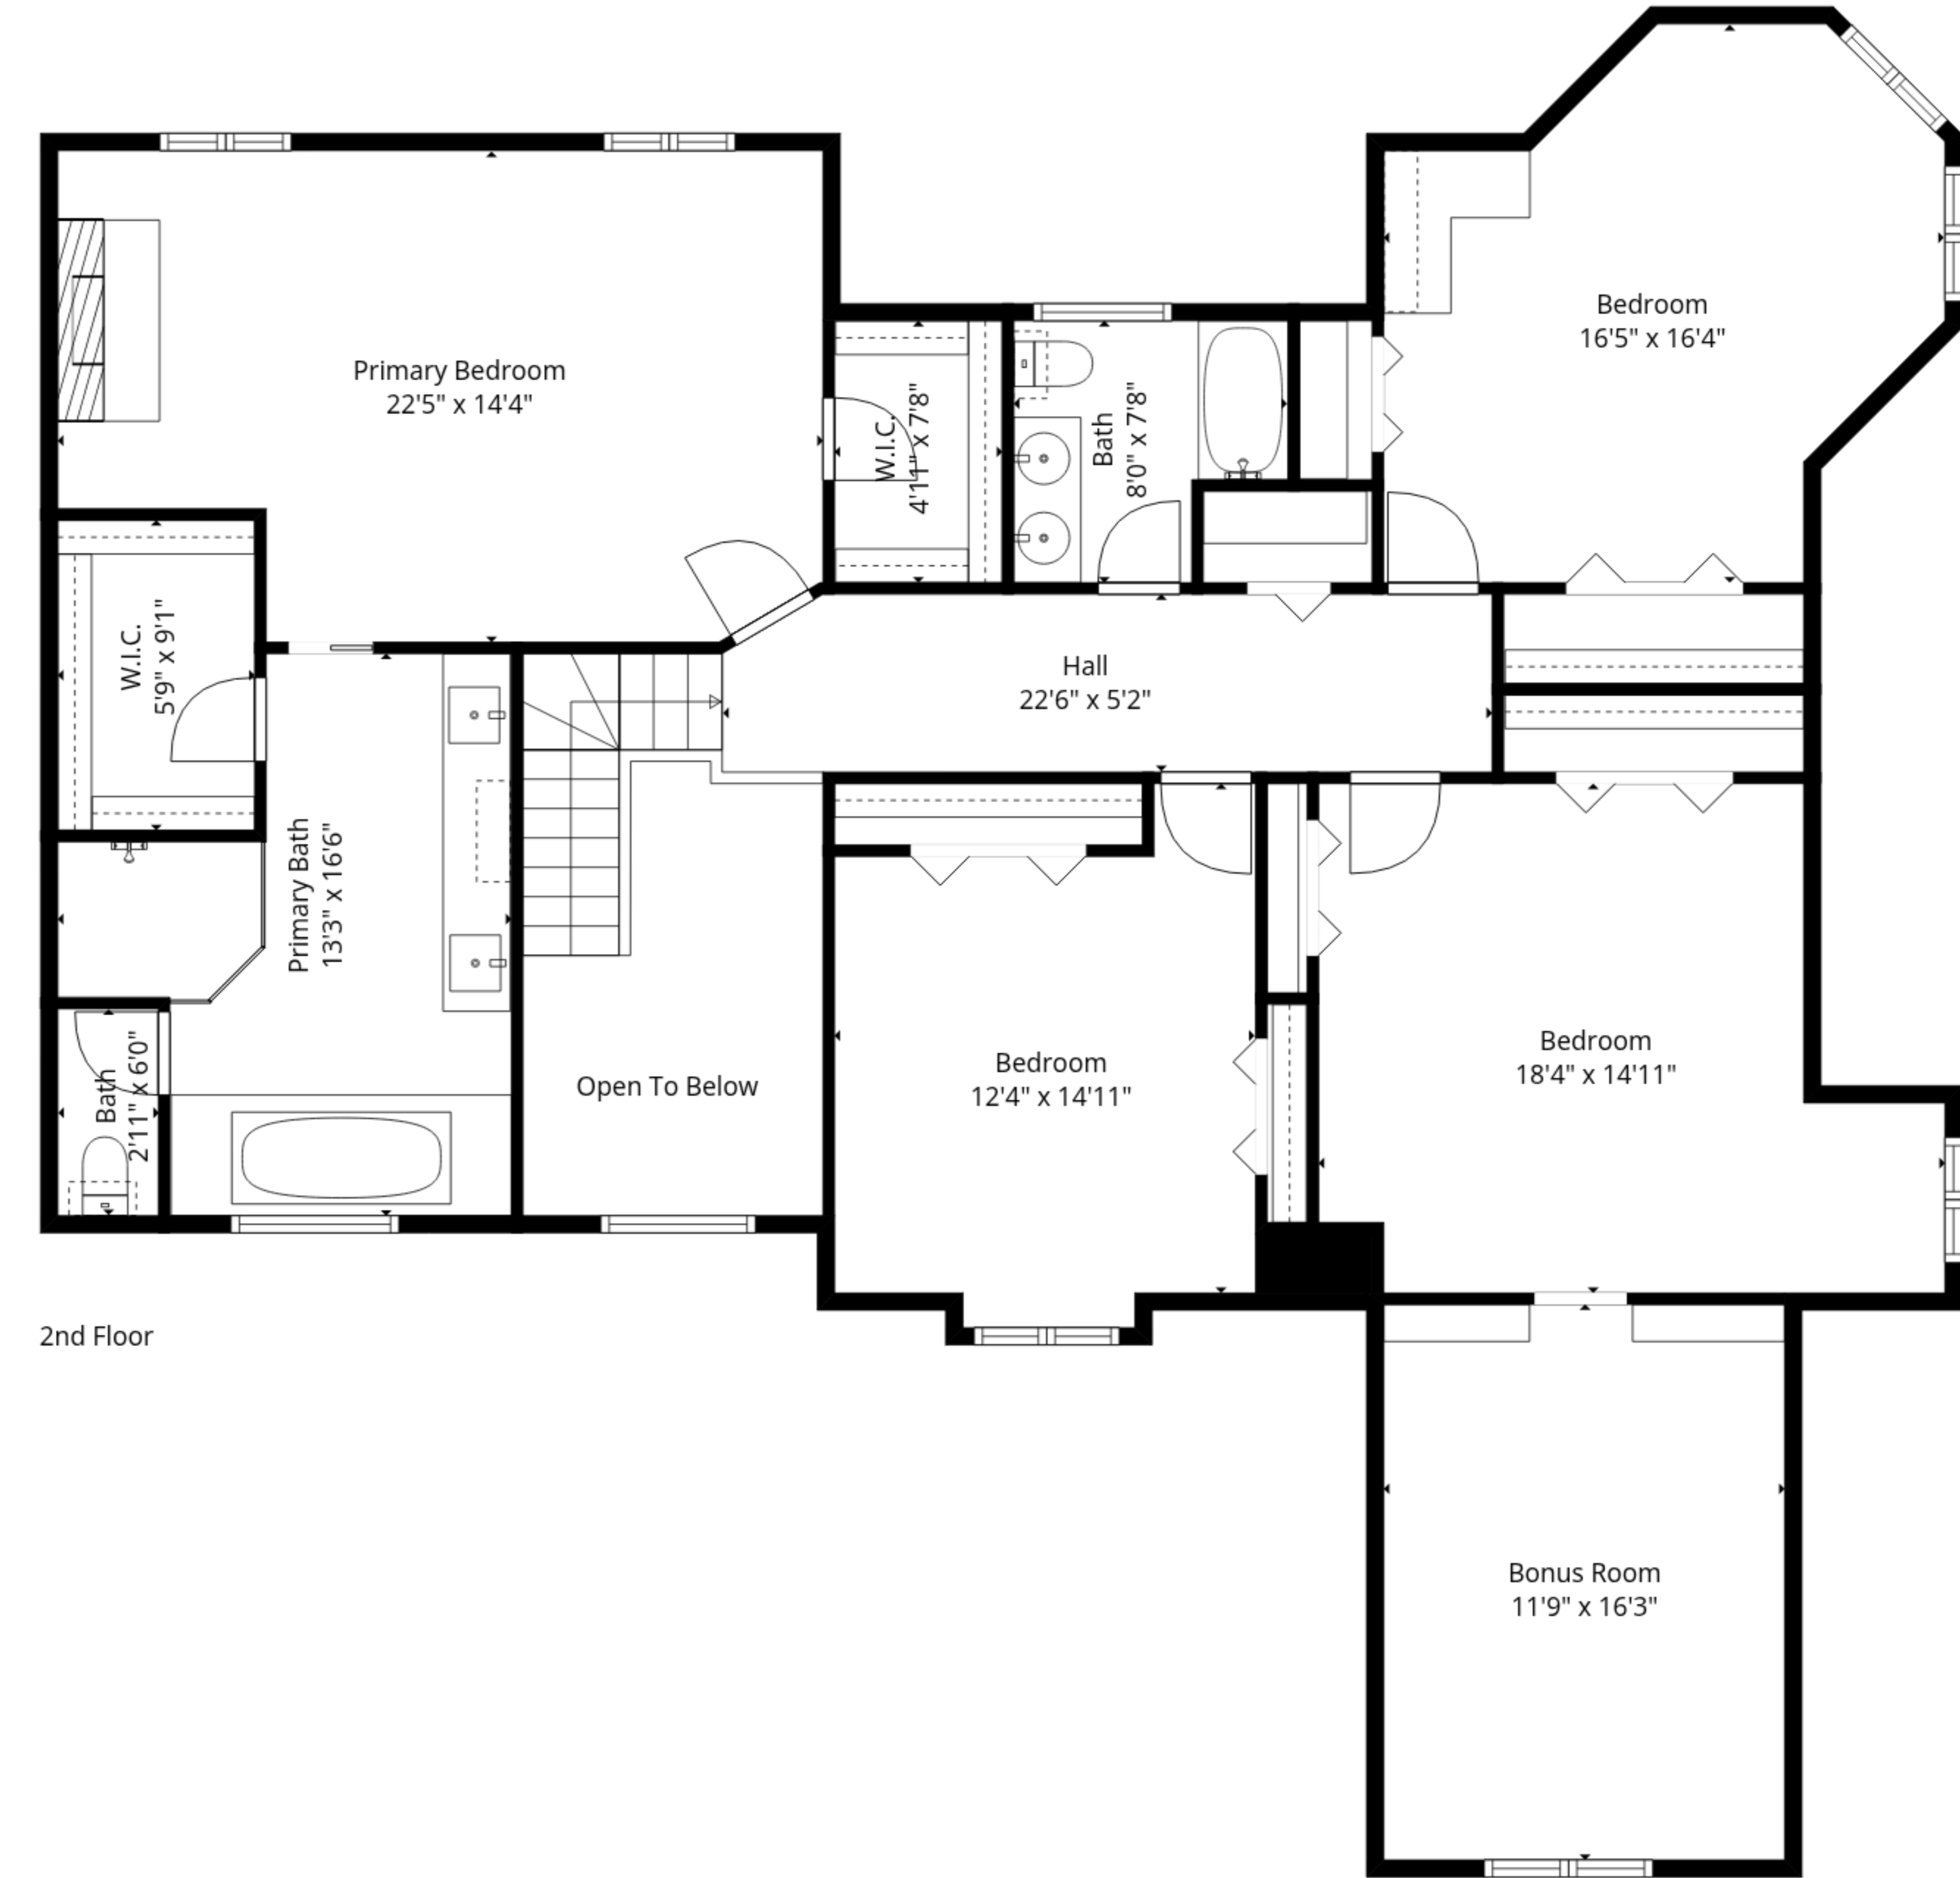 Primary Bedroom
22'5" x 14'4"
W.I.C.
4'11" x 7'8"
Bath
8'0" x 7'8"
Bedroom
16'5" x 16'4"
W.I.C.
5'9" x 9'1"
Hall
22'6" x 5'2"
Primary Bath
13'3" x 16'6"
Bath
2'11" x 6'0"
Open To Below
Bedroom
12'4" x 14'11"
Bedroom
18'4" x 14'11"
2nd Floor
Bonus Room
11'9" x 16'3"